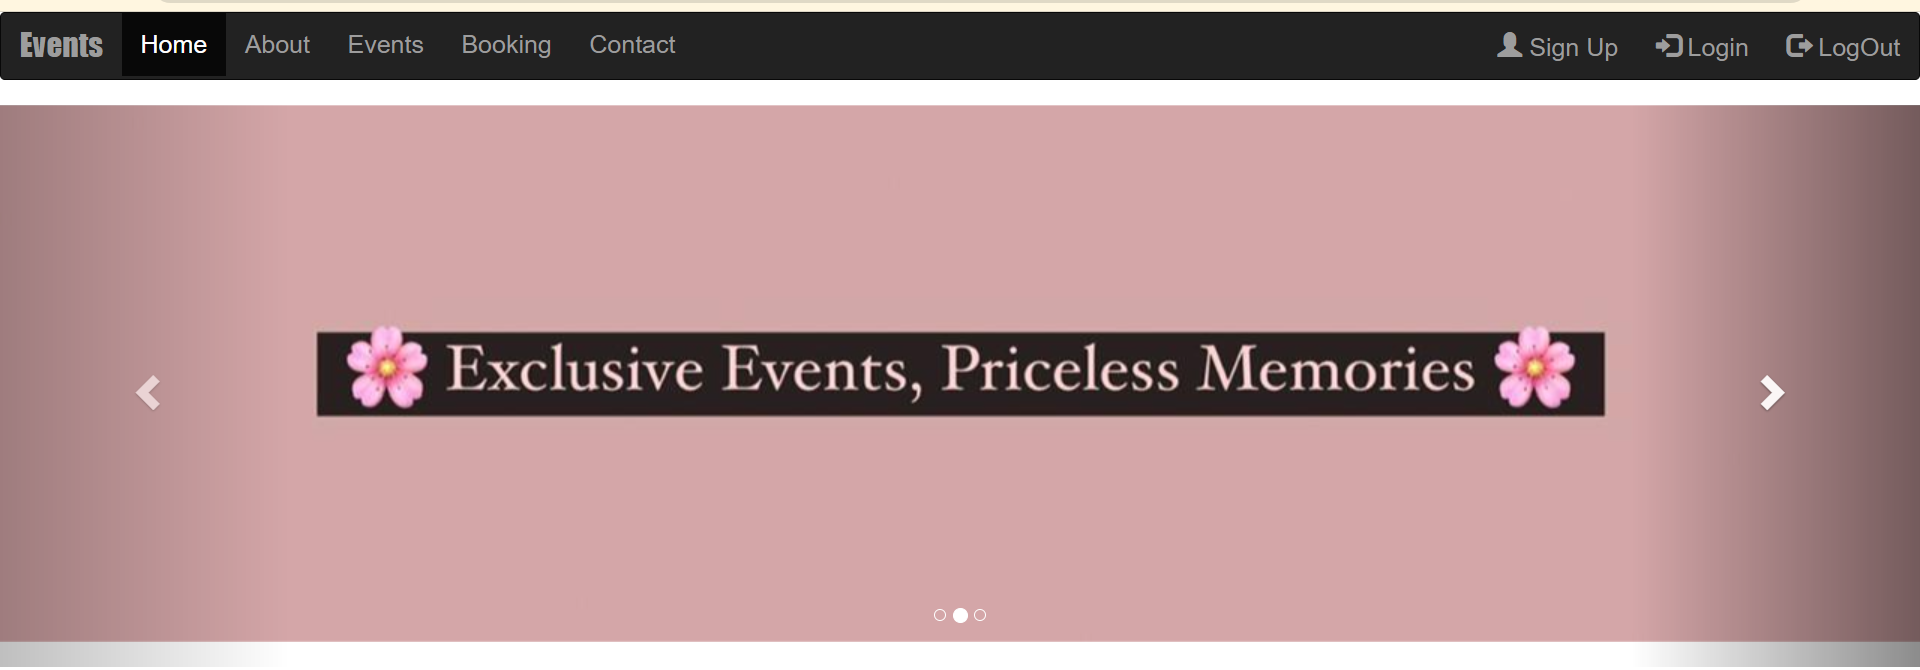 Events Home About Events Booking Contact Sign Up Login LogOut
🌸 Exclusive Events, Priceless Memories 🌸